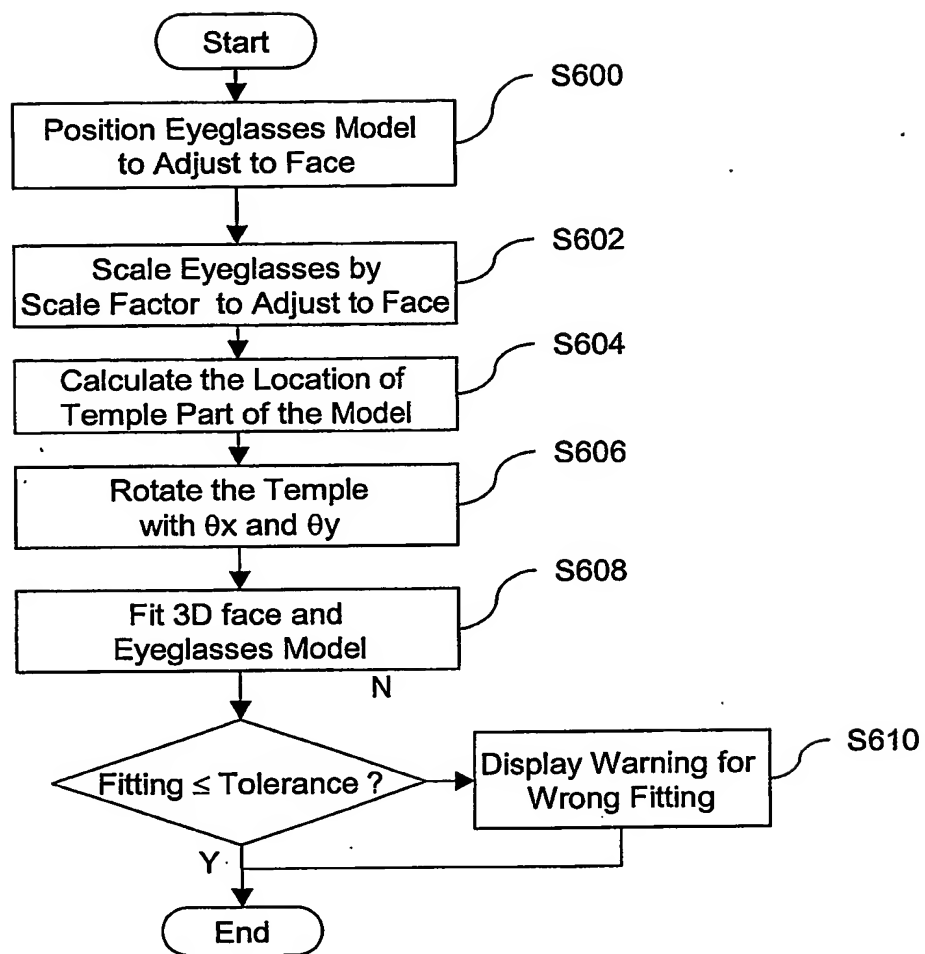 Start
S600
Position Eyeglasses Model
to Adjust to Face
S602
Scale Eyeglasses by
Scale Factor to Adjust to Face
S604
Calculate the Location of
Temple Part of the Model
S606
Rotate the Temple
with θx and θy
S608
Fit 3D face and
Eyeglasses Model
N
Fitting ≤ Tolerance ?
S610
Display Warning for
Wrong Fitting
Y
End